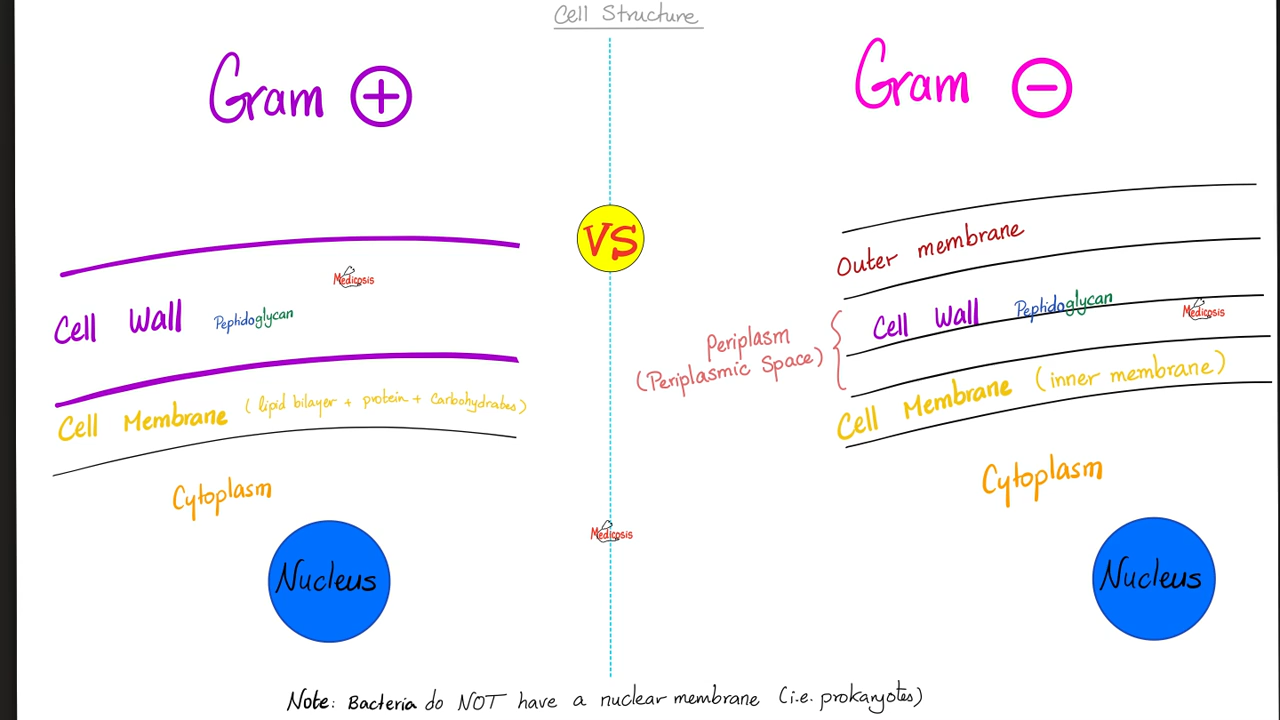 Cell Structure
Gram +
Medicosis
Cell Wall Peptidoglycan
Cell Membrane (lipid bilayer + protein + Carbohydrates)
Cytoplasm
Nucleus
VS
Medicosis
Gram −
Outer membrane
Cell Wall Peptidoglycan
Medicosis
Periplasm
(Periplasmic Space)
Cell Membrane (inner membrane)
Cytoplasm
Nucleus
Note: Bacteria do NOT have a nuclear membrane (i.e. prokaryotes)